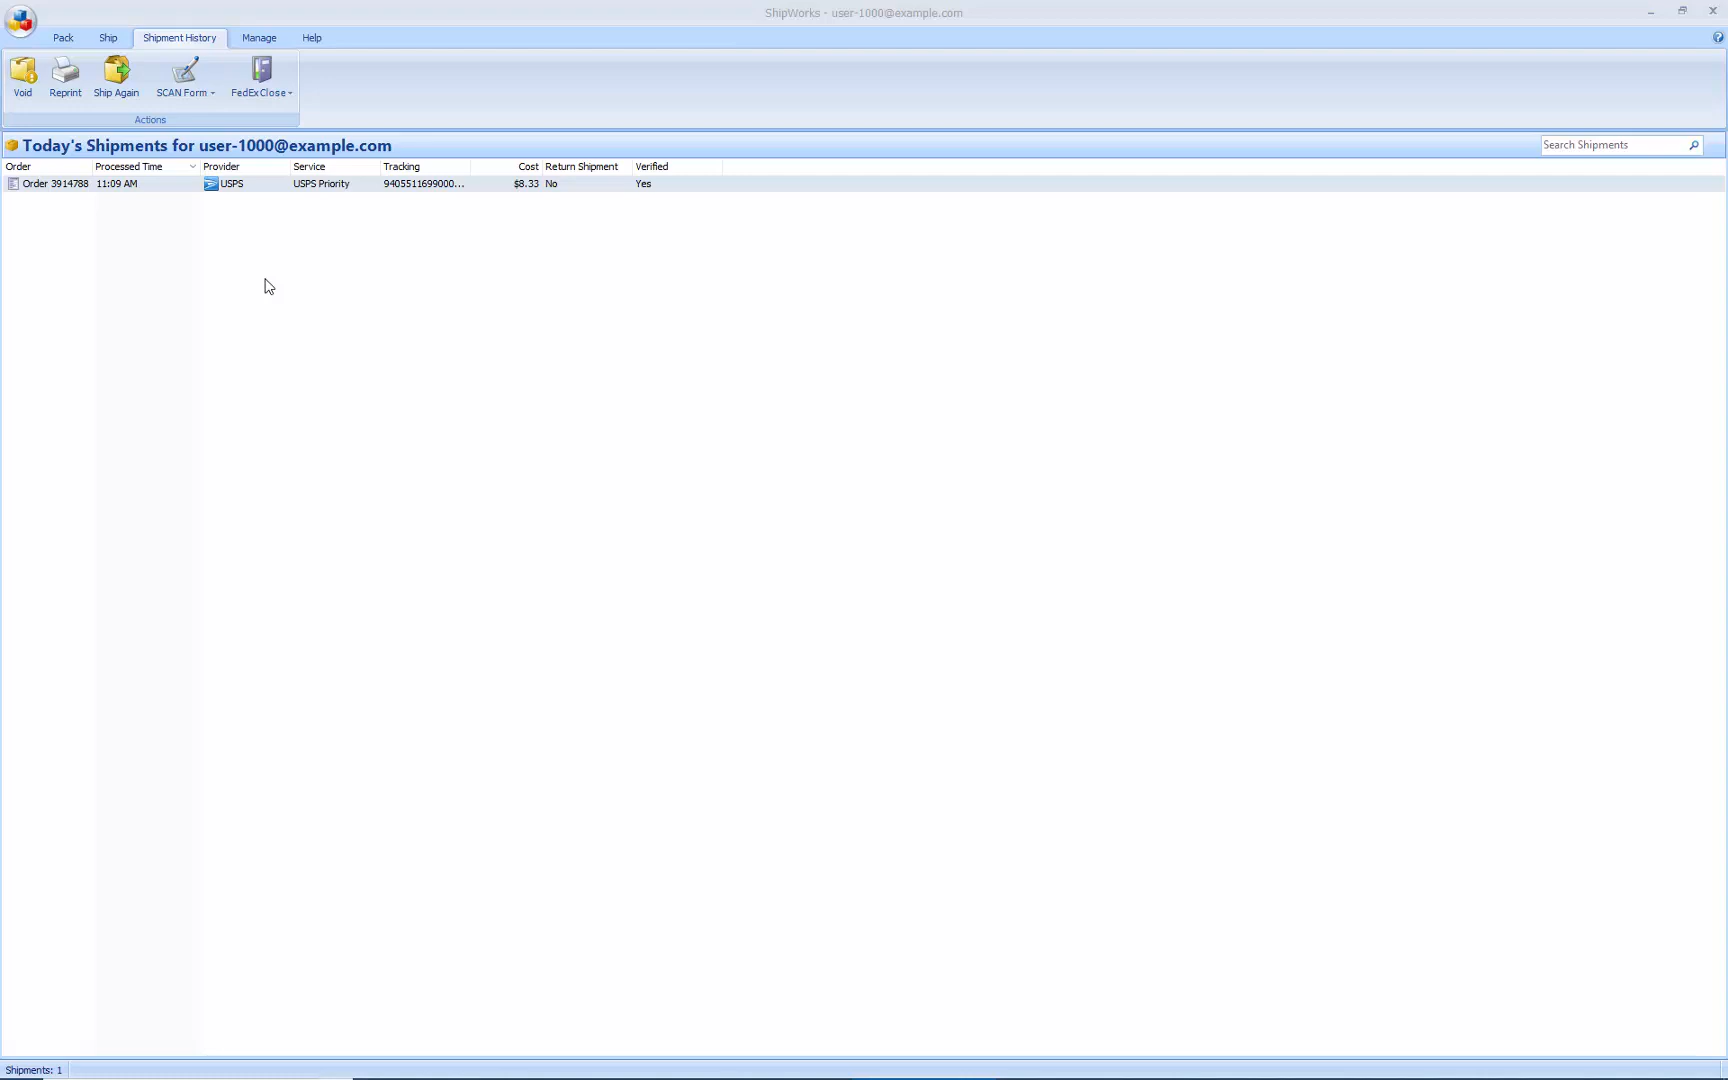 ShipWorks - user-1000@example.com
Pack Ship Shipment History Manage Help
Void Reprint Ship Again SCAN Form FedEx Close
Actions
Today's Shipments for user-1000@example.com
Search Shipments
Order Processed Time Provider Service Tracking Cost Return Shipment Verified
Order 3914788 11:09 AM USPS USPS Priority 9405511699000... $8.33 No Yes
Shipments: 1